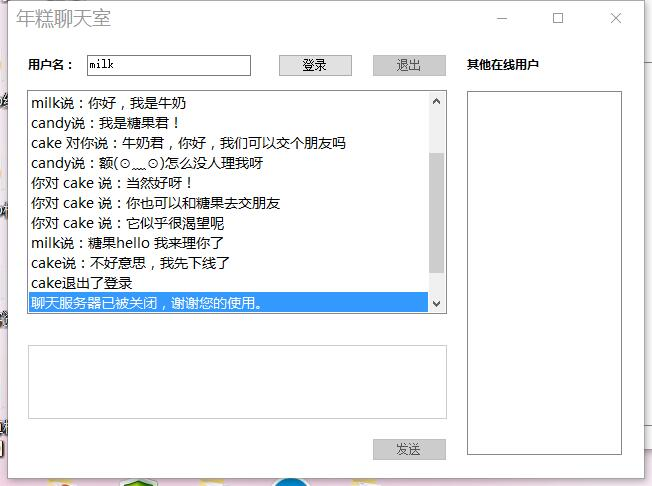 年糕聊天室
用户名： milk 登录 退出 其他在线用户
milk说：你好，我是牛奶
candy说：我是糖果君！
cake 对你说：牛奶君，你好，我们可以交个朋友吗
candy说：额(⊙﹏⊙)怎么没人理我呀
你对 cake 说：当然好呀！
你对 cake 说：你也可以和糖果去交朋友
你对 cake 说：它似乎很渴望呢
milk说：糖果hello 我来理你了
cake说：不好意思，我先下线了
cake退出了登录
聊天服务器已被关闭，谢谢您的使用。
发送